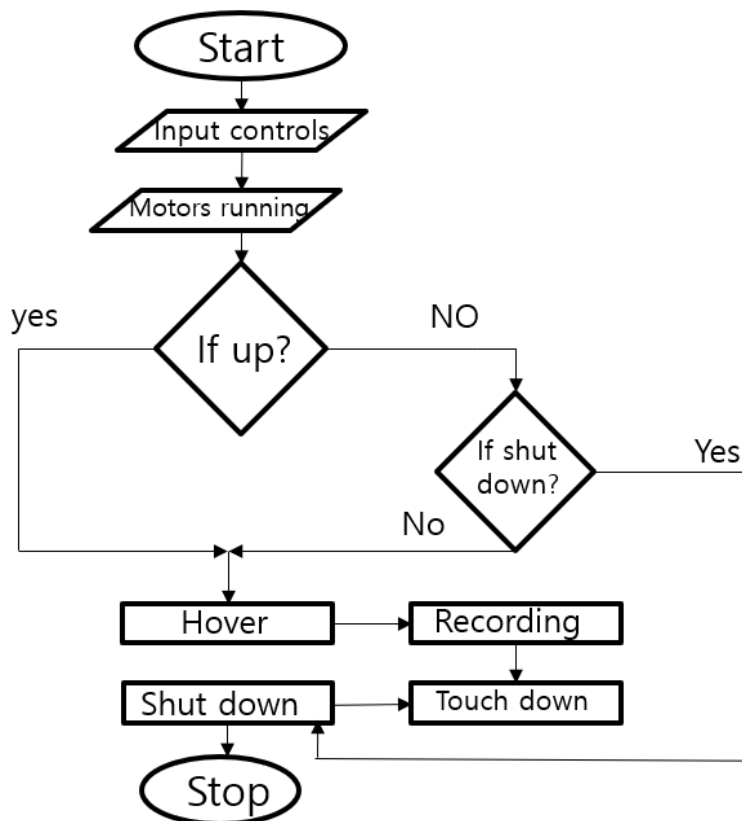 Start
Input controls
Motors running
yes
NO
If up?
If shut
down?
Yes
No
Hover
Recording
Shut down
Touch down
Stop